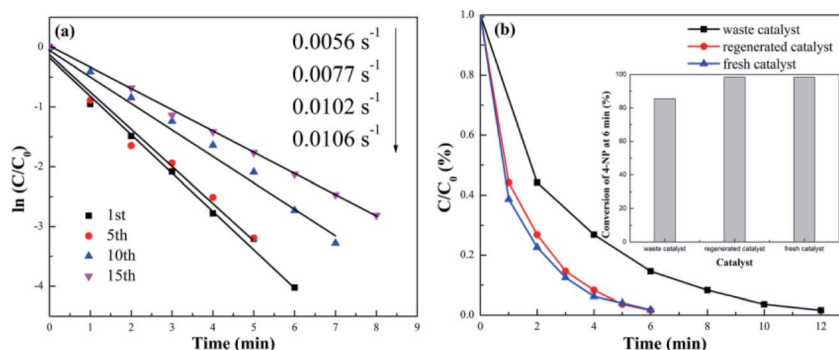 (a)
0.0056 s⁻¹
0.0077 s⁻¹
0.0102 s⁻¹
0.0106 s⁻¹
ln (C/C₀)
0
-1
-2
-3
-4
1st
5th
10th
15th
0 1 2 3 4 5 6 7 8 9
Time (min)
(b)
waste catalyst
regenerated catalyst
fresh catalyst
C/C₀ (%)
1.0
0.8
0.6
0.4
0.2
0.0
0 2 4 6 8 10 12
Time (min)
Conversion of 4-NP at 6 min (%)
100
80
60
40
20
0
waste catalyst regenerated catalyst fresh catalyst
Catalyst